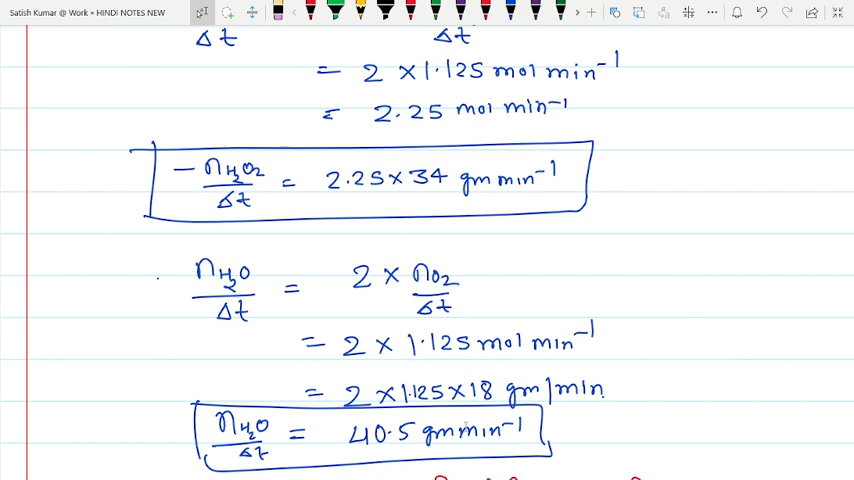 Satish Kumar @ Work » HINDI NOTES NEW
Δt Δt
= 2 × 1.125 mol min⁻¹
= 2.25 mol min⁻¹
- nH₂O₂/Δt = 2.25 × 34 gm min⁻¹
nH₂O/Δt = 2 × nO₂/Δt
= 2 × 1.125 mol min⁻¹
= 2 × 1.125 × 18 gm/min
nH₂O/Δt = 40.5 gm min⁻¹